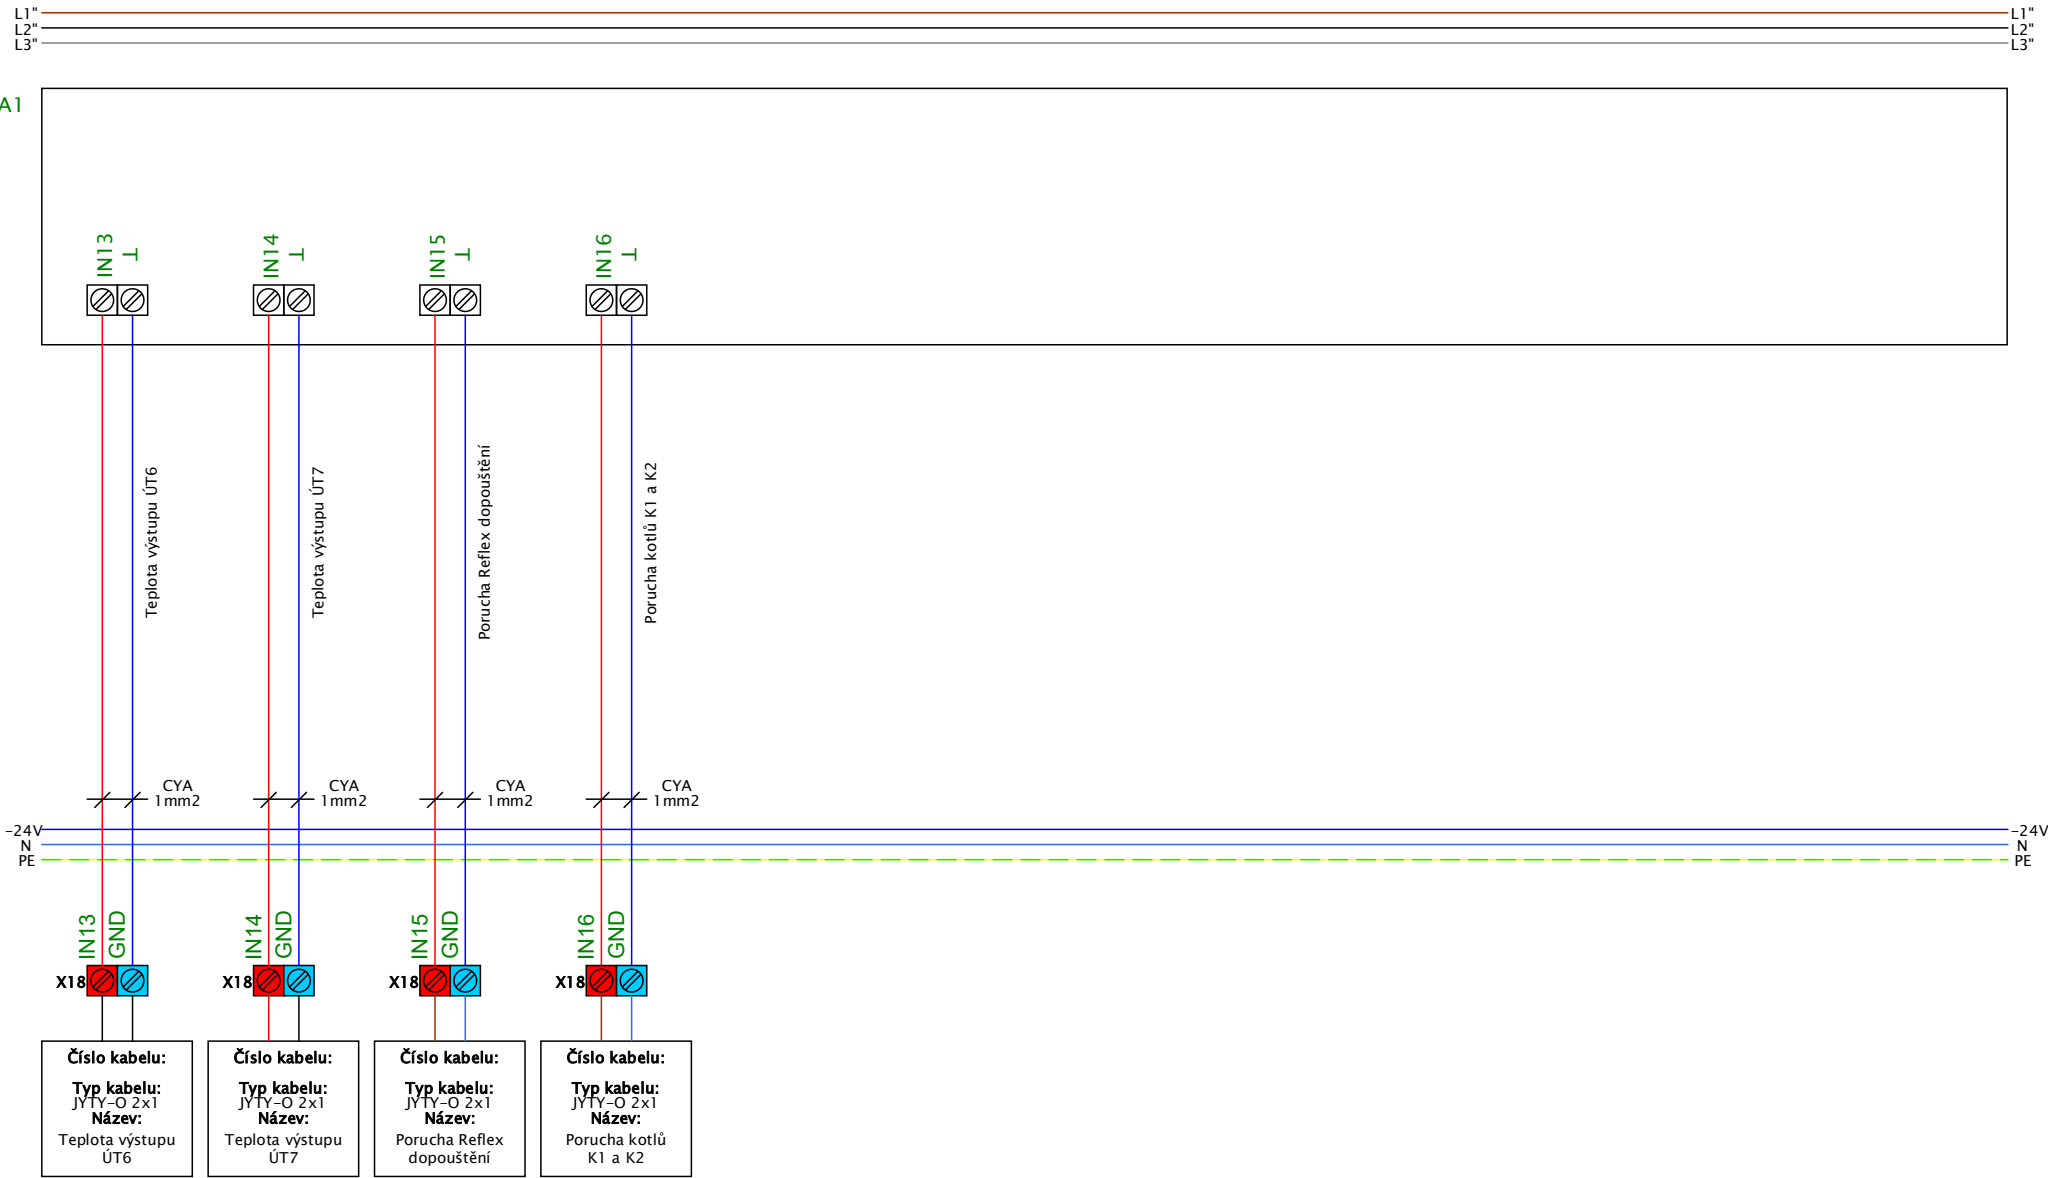 L1" L1"
L2" L2"
L3" L3"
A1
IN13 ⊥ IN14 ⊥ IN15 ⊥ IN16 ⊥
Teplota výstupu ÚT6
Teplota výstupu ÚT7
Porucha Reflex dopouštění
Porucha kotlů K1 a K2
CYA CYA CYA CYA
1mm2 1mm2 1mm2 1mm2
-24V -24V
N N
PE PE
IN13 GND IN14 GND IN15 GND IN16 GND
X18 X18 X18 X18
Číslo kabelu:
Typ kabelu:
JYTY-O 2x1
Název:
Teplota výstupu
ÚT6
Číslo kabelu:
Typ kabelu:
JYTY-O 2x1
Název:
Teplota výstupu
ÚT7
Číslo kabelu:
Typ kabelu:
JYTY-O 2x1
Název:
Porucha Reflex
dopouštění
Číslo kabelu:
Typ kabelu:
JYTY-O 2x1
Název:
Porucha kotlů
K1 a K2